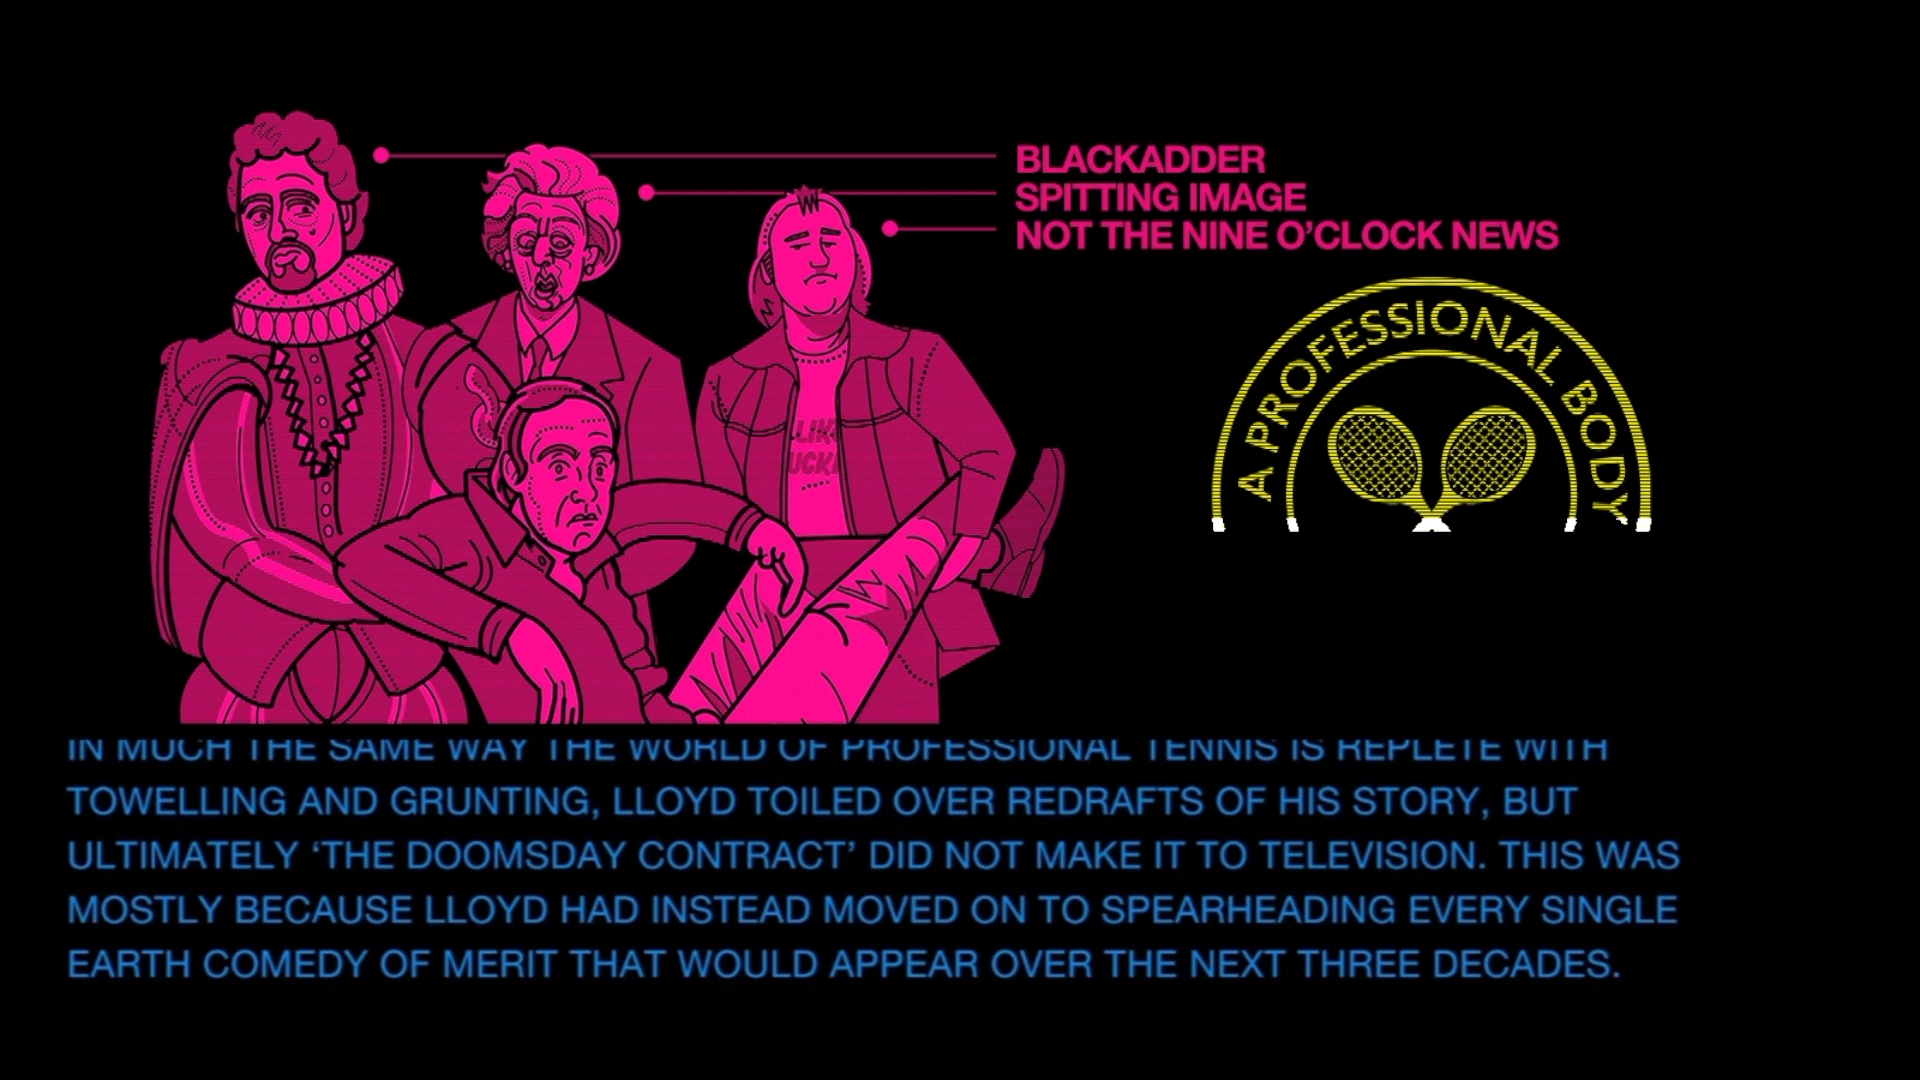 BLACKADDER
SPITTING IMAGE
NOT THE NINE O’CLOCK NEWS
A PROFESSIONAL BODY
IN MUCH THE SAME WAY THE WORLD OF PROFESSIONAL TENNIS IS REPLETE WITH
TOWELLING AND GRUNTING, LLOYD TOILED OVER REDRAFTS OF HIS STORY, BUT
ULTIMATELY ‘THE DOOMSDAY CONTRACT’ DID NOT MAKE IT TO TELEVISION. THIS WAS
MOSTLY BECAUSE LLOYD HAD INSTEAD MOVED ON TO SPEARHEADING EVERY SINGLE
EARTH COMEDY OF MERIT THAT WOULD APPEAR OVER THE NEXT THREE DECADES.